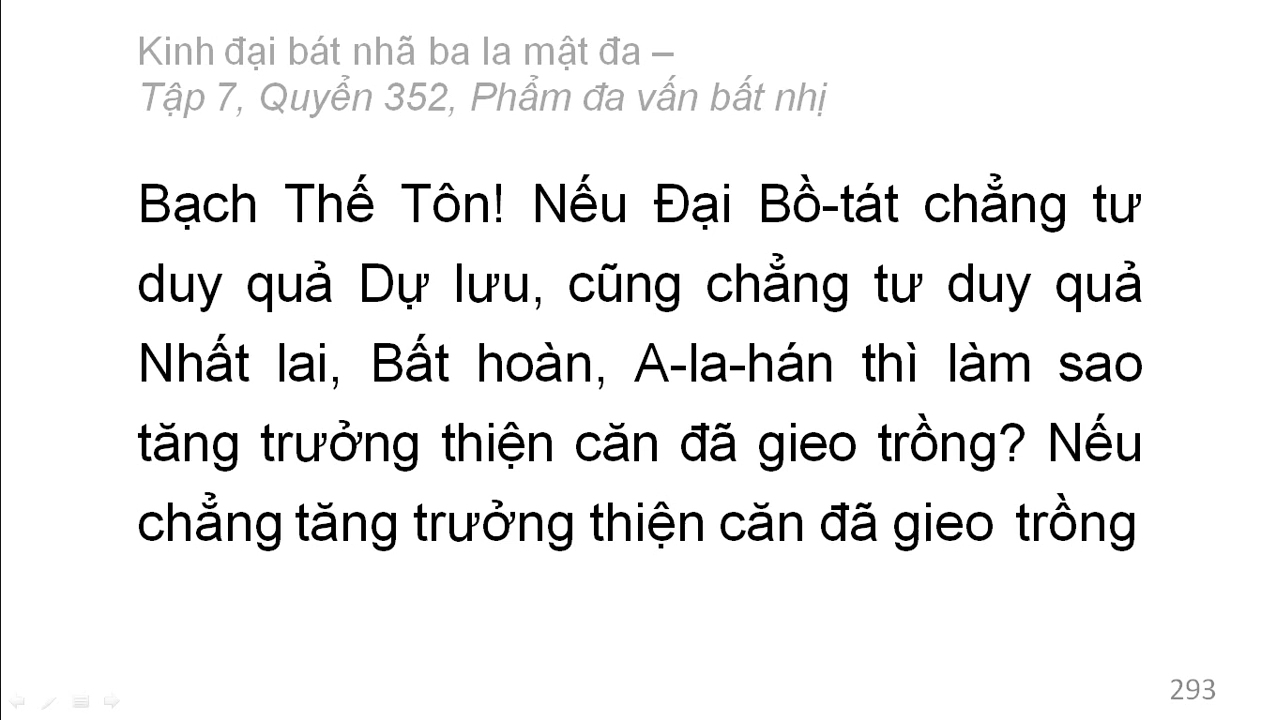 Kinh đại bát nhã ba la mật đa –
Tập 7, Quyển 352, Phẩm đa vấn bất nhị
Bạch Thế Tôn! Nếu Đại Bồ-tát chẳng tư
duy quả Dự lưu, cũng chẳng tư duy quả
Nhất lai, Bất hoàn, A-la-hán thì làm sao
tăng trưởng thiện căn đã gieo trồng? Nếu
chẳng tăng trưởng thiện căn đã gieo trồng
293